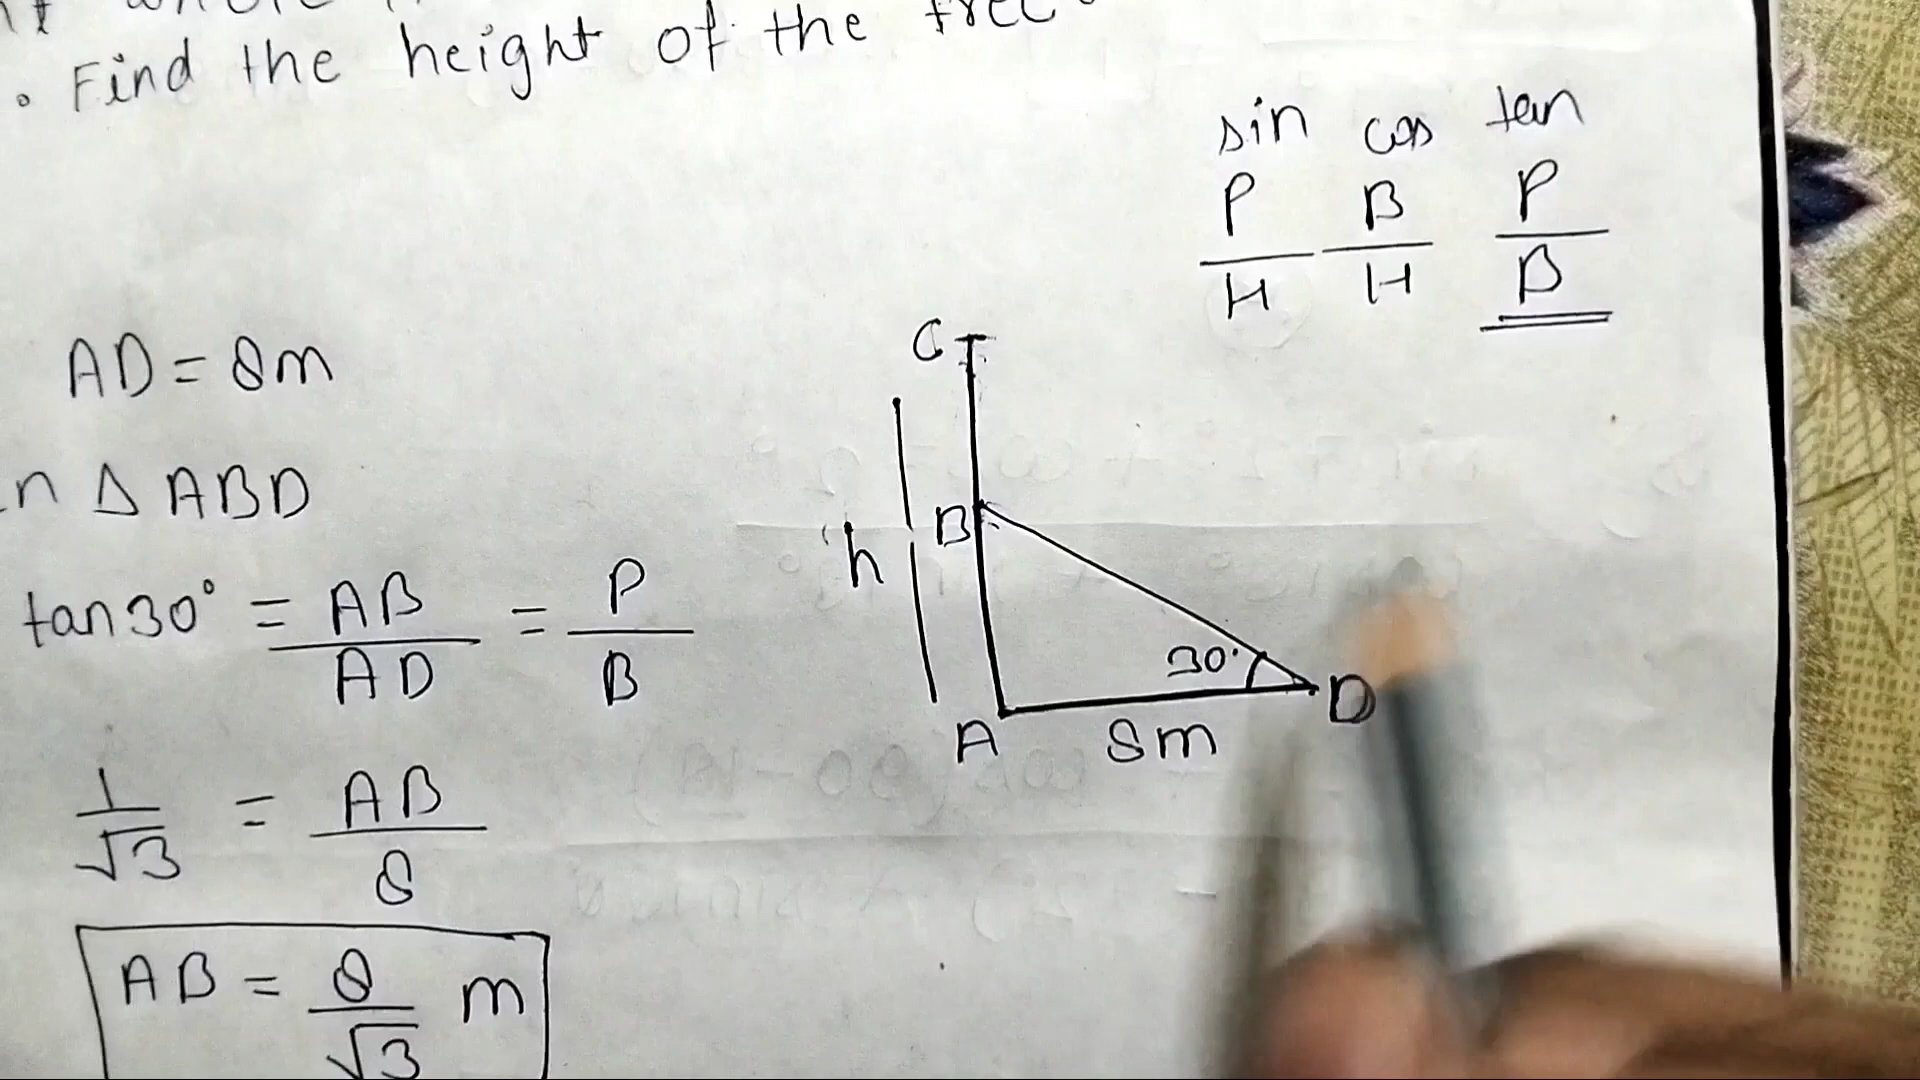 . Find the height of the tree
sin cos tan
P B P
H H B
AD = 8m
n Δ ABD
tan30° = AB = P
AD B
1 = AB
√3 8
AB = 8 m
√3
C
B
h
30°
A 8m D